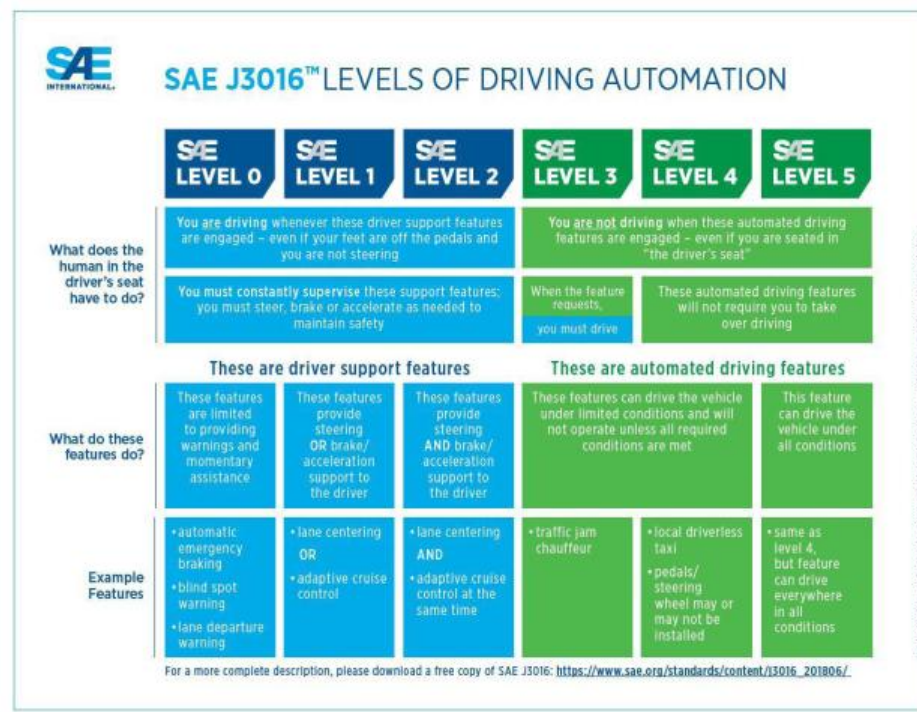 SAE
INTERNATIONAL®
SAE J3016™ LEVELS OF DRIVING AUTOMATION
SAE
LEVEL 0
SAE
LEVEL 1
SAE
LEVEL 2
SAE
LEVEL 3
SAE
LEVEL 4
SAE
LEVEL 5
What does the
human in the
driver's seat
have to do?
You are driving whenever these driver support features
are engaged – even if your feet are off the pedals and
you are not steering
You are not driving when these automated driving
features are engaged – even if you are seated in
"the driver's seat"
You must constantly supervise these support features;
you must steer, brake or accelerate as needed to
maintain safety
When the feature
requests,
you must drive
These automated driving features
will not require you to take
over driving
These are driver support features
These are automated driving features
What do these
features do?
These features
are limited
to providing
warnings and
momentary
assistance
These features
provide
steering
OR brake/
acceleration
support to
the driver
These features
provide
steering
AND brake/
acceleration
support to
the driver
These features can drive the vehicle
under limited conditions and will
not operate unless all required
conditions are met
This feature
can drive the
vehicle under
all conditions
Example
Features
•automatic
emergency
braking
•blind spot
warning
•lane departure
warning
•lane centering
OR
•adaptive cruise
control
•lane centering
AND
•adaptive cruise
control at the
same time
•traffic jam
chauffeur
•local driverless
taxi
•pedals/
steering
wheel may or
may not be
installed
•same as
level 4,
but feature
can drive
everywhere
in all
conditions
For a more complete description, please download a free copy of SAE J3016: https://www.sae.org/standards/content/J3016_201806/